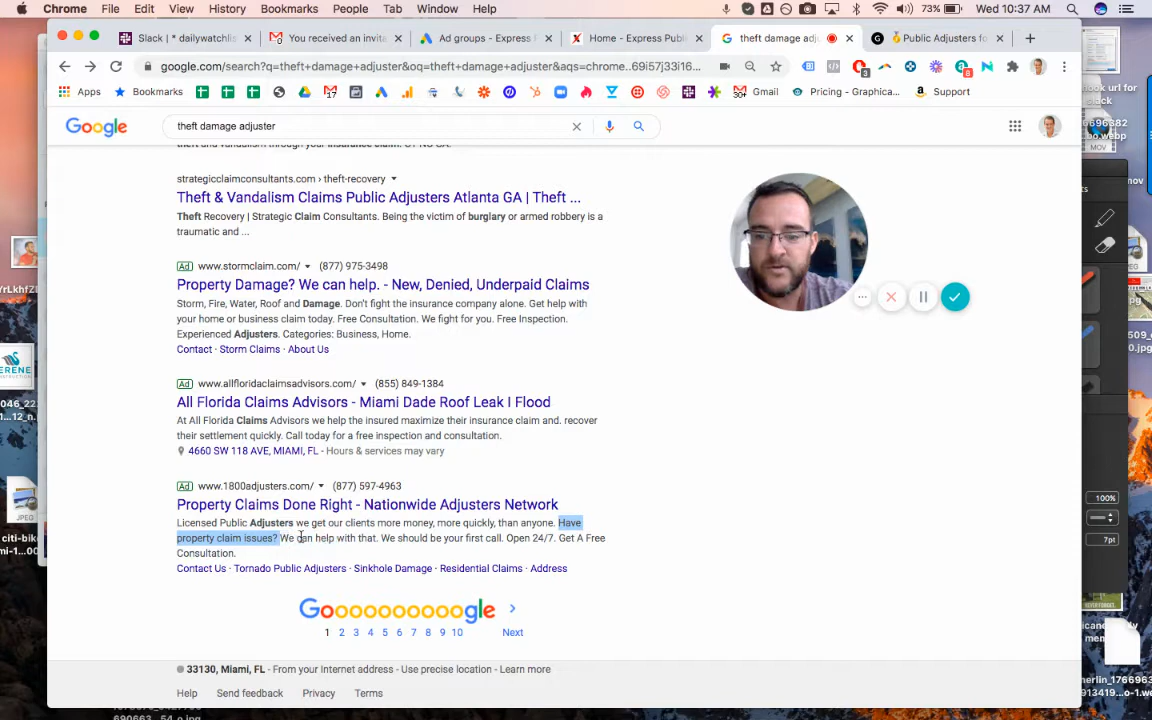 Chrome File Edit View History Bookmarks People Tab Window Help 73% Wed 10:37 AM
Slack | * dailywatchlis
You received an invita
Ad groups - Express P
Home - Express Publi
theft damage adju
Public Adjusters for
google.com/search?q=theft+damage+adjuster&oq=theft+damage+adjuster&aqs=chrome..69i57j33i16...
Apps Bookmarks 17 30+ Gmail Pricing - Graphica... Support
Google
theft damage adjuster
strategicclaimconsultants.com › theft-recovery
Theft & Vandalism Claims Public Adjusters Atlanta GA | Theft ...
Theft Recovery | Strategic Claim Consultants. Being the victim of burglary or armed robbery is a
traumatic and ...
Ad www.stormclaim.com/ (877) 975-3498
Property Damage? We can help. - New, Denied, Underpaid Claims
Storm, Fire, Water, Roof and Damage. Don't fight the insurance company alone. Get help with
your home or business claim today. Free Consultation. We fight for you. Free Inspection.
Experienced Adjusters. Categories: Business, Home.
Contact · Storm Claims · About Us
Ad www.allfloridaclaimsadvisors.com/ (855) 849-1384
All Florida Claims Advisors - Miami Dade Roof Leak I Flood
At All Florida Claims Advisors we help the insured maximize their insurance claim and. recover
their settlement quickly. Call today for a free inspection and consultation.
4660 SW 118 AVE, MIAMI, FL - Hours & services may vary
Ad www.1800adjusters.com/ (877) 597-4963
Property Claims Done Right - Nationwide Adjusters Network
Licensed Public Adjusters we get our clients more money, more quickly, than anyone. Have
property claim issues? We can help with that. We should be your first call. Open 24/7. Get A Free
Consultation.
Contact Us · Tornado Public Adjusters · Sinkhole Damage · Residential Claims · Address
Goooooooooogle
1 2 3 4 5 6 7 8 9 10 Next
33130, Miami, FL - From your Internet address - Use precise location - Learn more
Help Send feedback Privacy Terms
100%
7pt
JPEG
MOV